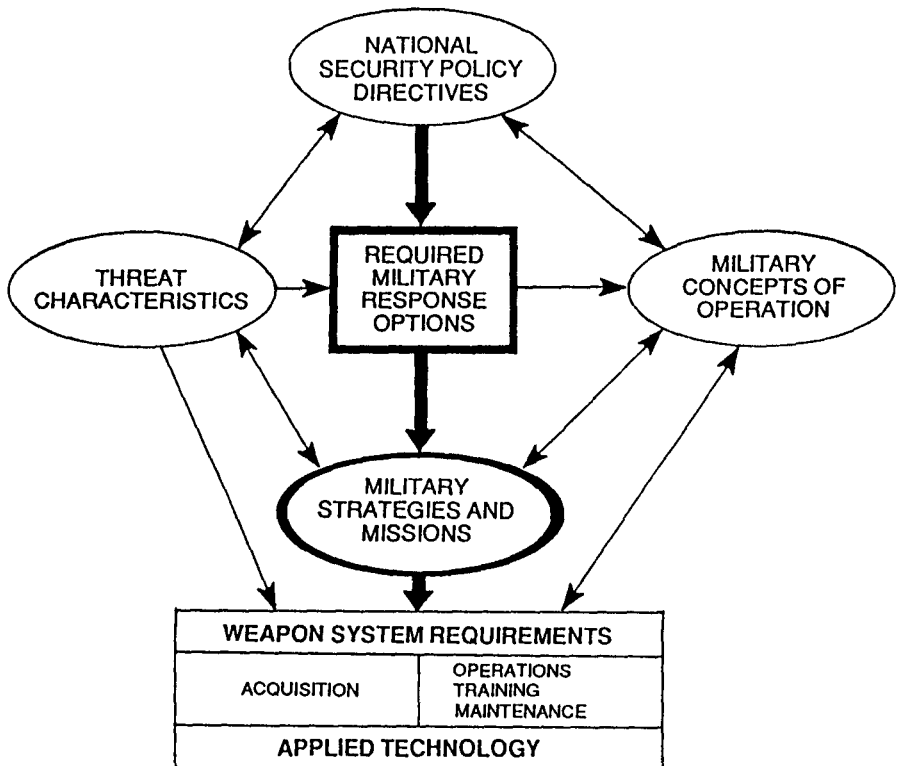 NATIONAL
SECURITY POLICY
DIRECTIVES
THREAT
CHARACTERISTICS
REQUIRED
MILITARY
RESPONSE
OPTIONS
MILITARY
CONCEPTS OF
OPERATION
MILITARY
STRATEGIES AND
MISSIONS
WEAPON SYSTEM REQUIREMENTS
ACQUISITION
OPERATIONS
TRAINING
MAINTENANCE
APPLIED TECHNOLOGY